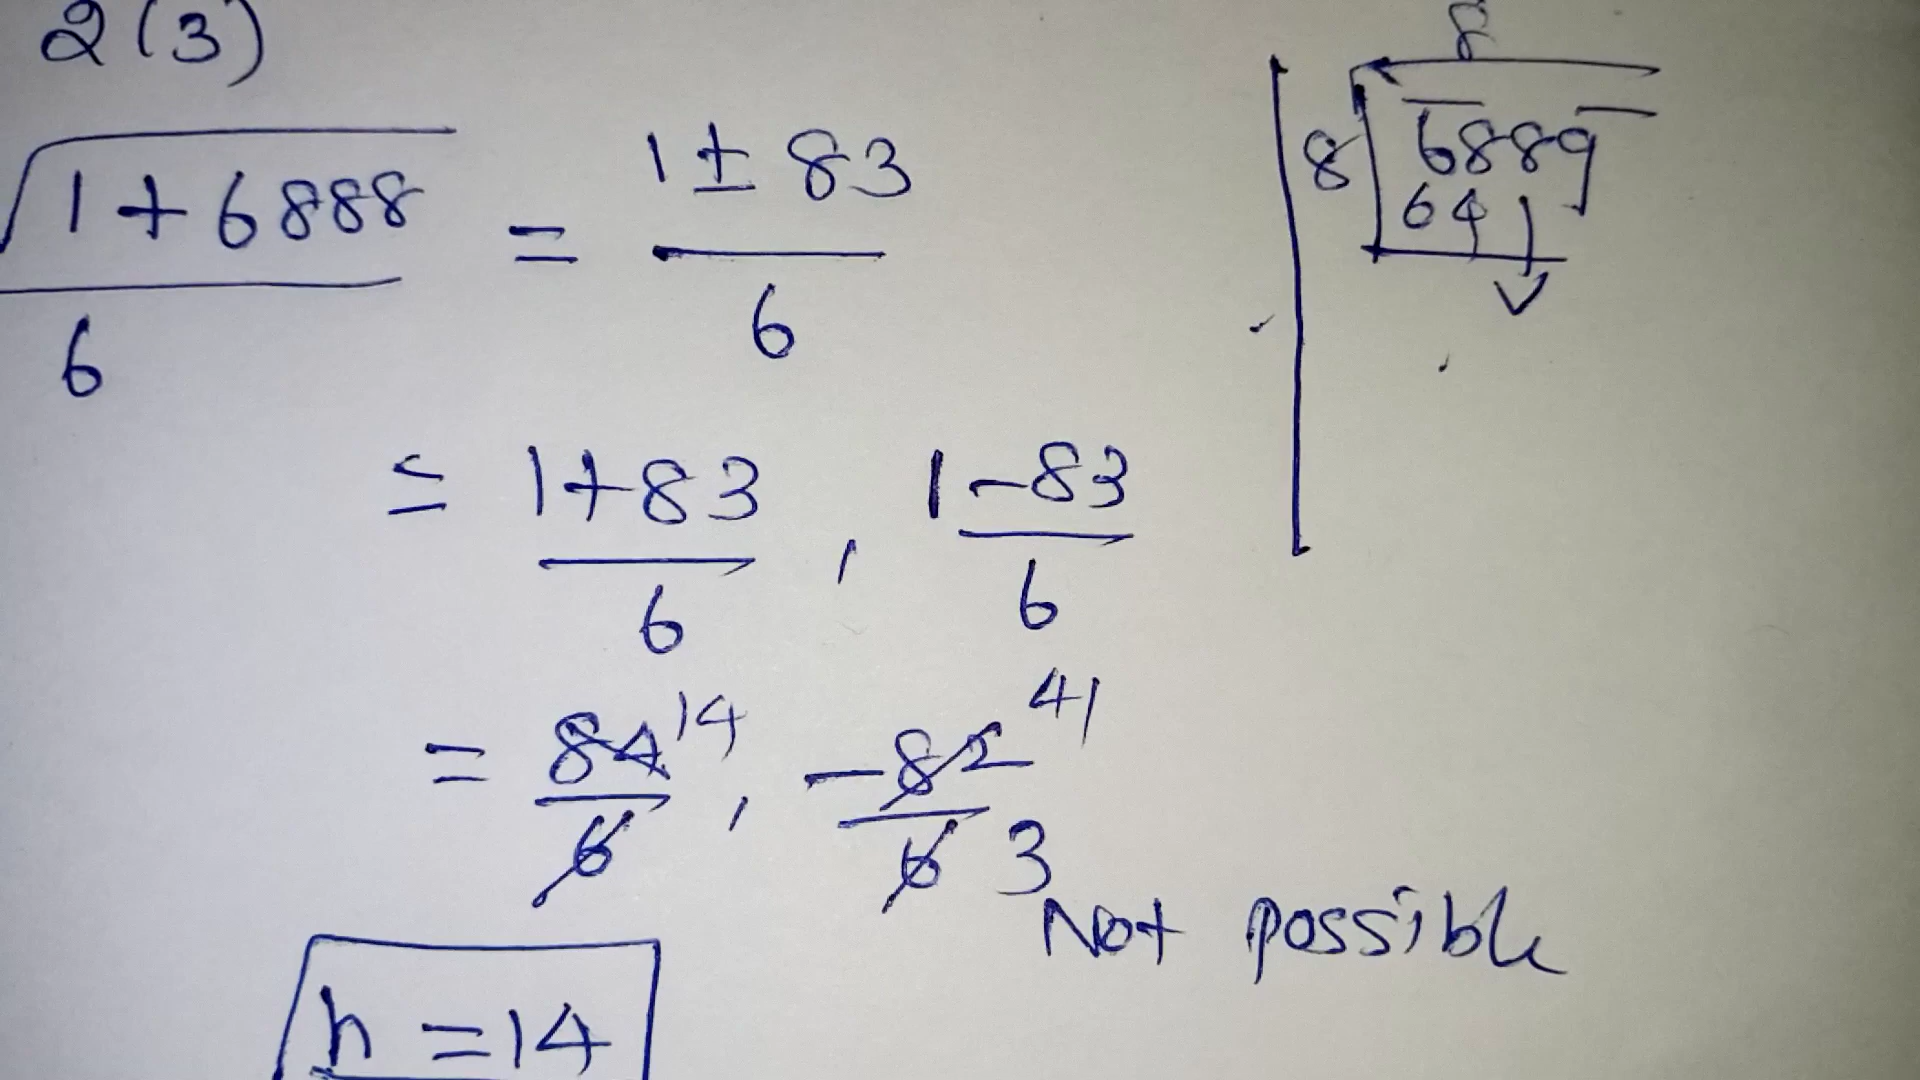 2(3)
√1+6888 / 6 = 1±83 / 6
= 1+83 / 6 , 1-83 / 6
= 84 14 / 6 , -82 41 / 6 3
Not possible
n = 14
8
8 6889
64